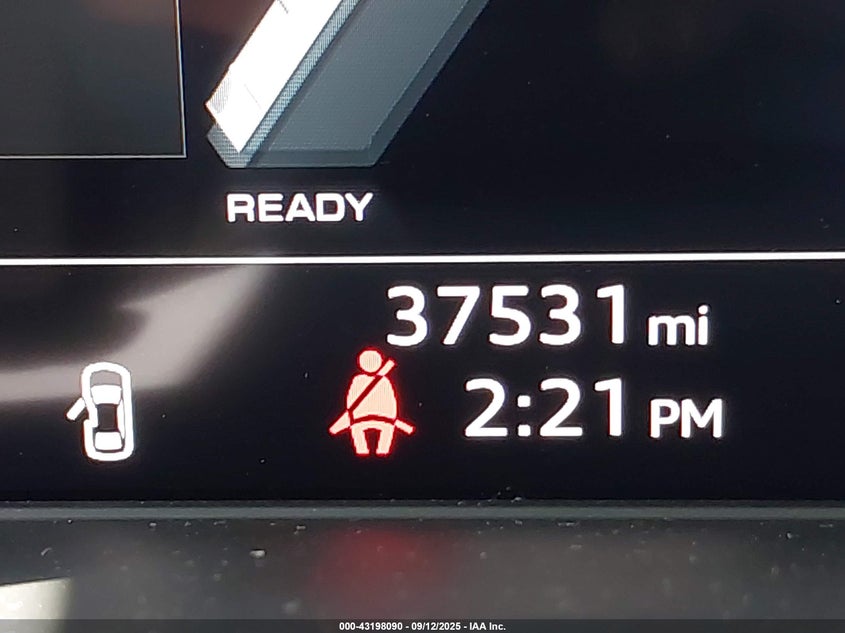 READY
37531 mi
2:21 PM
000-43198090 - 09/12/2025 - IAA Inc.